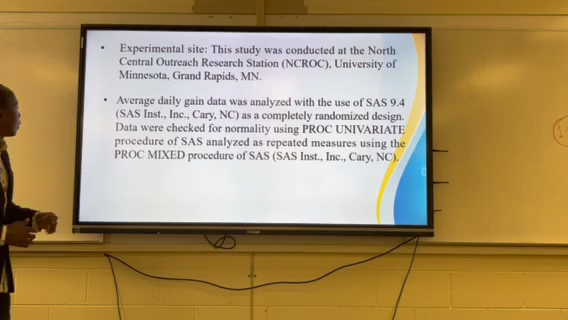 • Experimental site: This study was conducted at the North
Central Outreach Research Station (NCROC), University of
Minnesota, Grand Rapids, MN.
• Average daily gain data was analyzed with the use of SAS 9.4
(SAS Inst., Inc., Cary, NC) as a completely randomized design.
Data were checked for normality using PROC UNIVARIATE
procedure of SAS analyzed as repeated measures using the
PROC MIXED procedure of SAS (SAS Inst., Inc., Cary, NC).